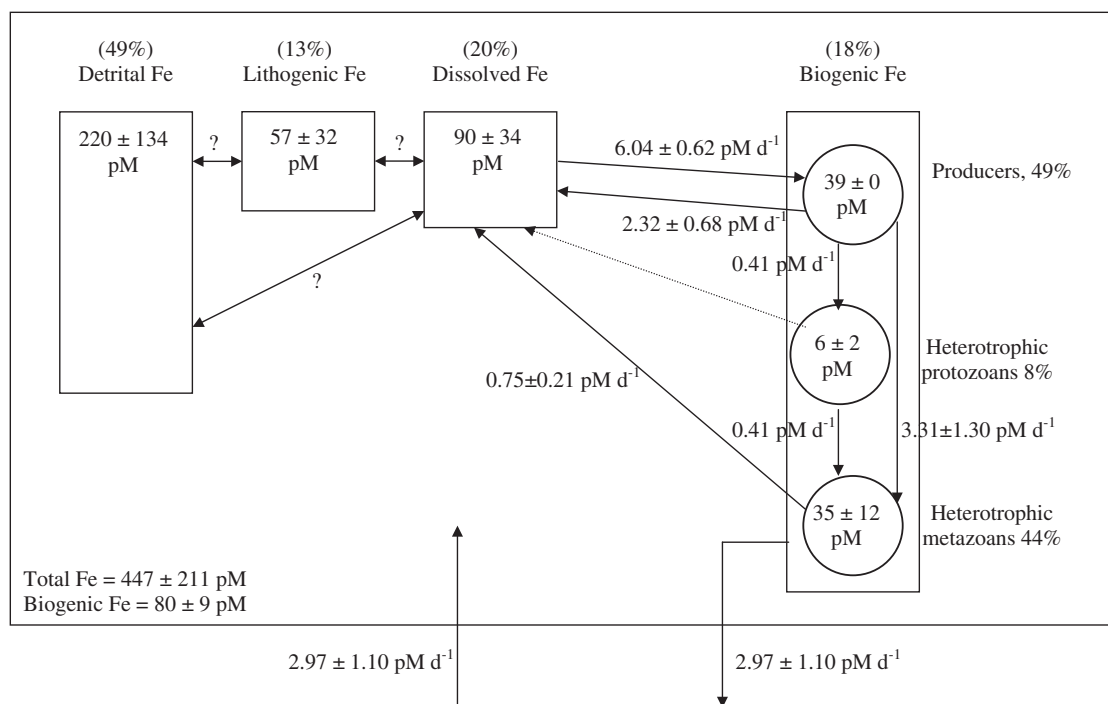 (49%)
Detrital Fe
(13%)
Lithogenic Fe
(20%)
Dissolved Fe
(18%)
Biogenic Fe
220 ± 134
pM
?
57 ± 32
pM
?
90 ± 34
pM
?
6.04 ± 0.62 pM d⁻¹
2.32 ± 0.68 pM d⁻¹
39 ± 0
pM
Producers, 49%
0.41 pM d⁻¹
6 ± 2
pM
Heterotrophic
protozoans 8%
0.75±0.21 pM d⁻¹
0.41 pM d⁻¹
3.31±1.30 pM d⁻¹
35 ± 12
pM
Heterotrophic
metazoans 44%
Total Fe = 447 ± 211 pM
Biogenic Fe = 80 ± 9 pM
2.97 ± 1.10 pM d⁻¹
2.97 ± 1.10 pM d⁻¹